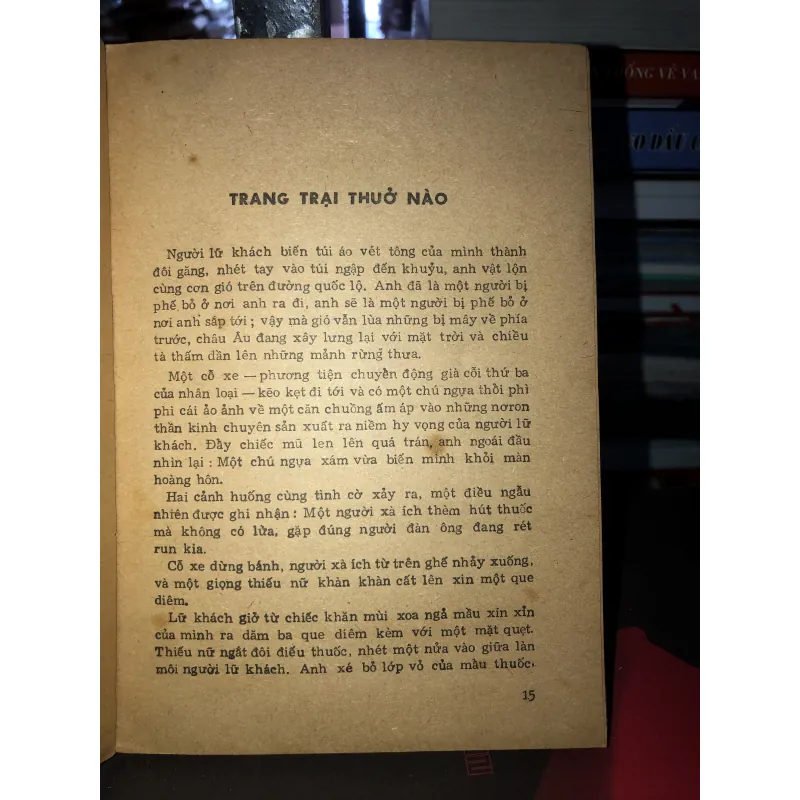 TRANG TRẠI THUỞ NÀO
Người lữ khách biến túi áo vét tông của mình thành
đôi găng, nhét tay vào túi ngập đến khuỷu, anh vật lộn
cùng cơn gió trên đường quốc lộ. Anh đã là một người bị
phế bỏ ở nơi anh ra đi, anh sẽ là một người bị phế bỏ ở
nơi anh sắp tới ; vậy mà gió vẫn lùa những bị mây về phía
trước, châu Âu đang xây lưng lại với mặt trời và chiều
tà thấm dần lên những mảnh rừng thưa.
Một cỗ xe — phương tiện chuyển động già cỗi thứ ba
của nhân loại — kẽo kẹt đi tới và có một chú ngựa thồi phì
phì cái ảo ảnh về một căn chuồng ấm áp vào những nơron
thần kinh chuyên sản xuất ra niềm hy vọng của người lữ
khách. Đẩy chiếc mũ len lên quá trán, anh ngoái đầu
nhìn lại : Một chú ngựa xám vừa biến mình khỏi màn
hoàng hôn.
Hai cảnh huống cùng tình cờ xảy ra, một điều ngẫu
nhiên được ghi nhận : Một người xà ích thèm hút thuốc
mà không có lửa, gặp đúng người đàn ông đang rét
run kia.
Cỗ xe dừng bánh, người xà ích từ trên ghế nhảy xuống,
và một giọng thiếu nữ khàn khàn cất lên xin một que
diêm.
Lữ khách giở từ chiếc khăn mùi xoa ngả mầu xin xỉn
của mình ra dăm ba que diêm kèm với một mặt quẹt.
Thiếu nữ ngắt đôi điếu thuốc, nhét một nửa vào giữa làn
môi người lữ khách. Anh xé bỏ lớp vỏ của mẩu thuốc,
15
ỐNG VỀ VA
EO DẤU